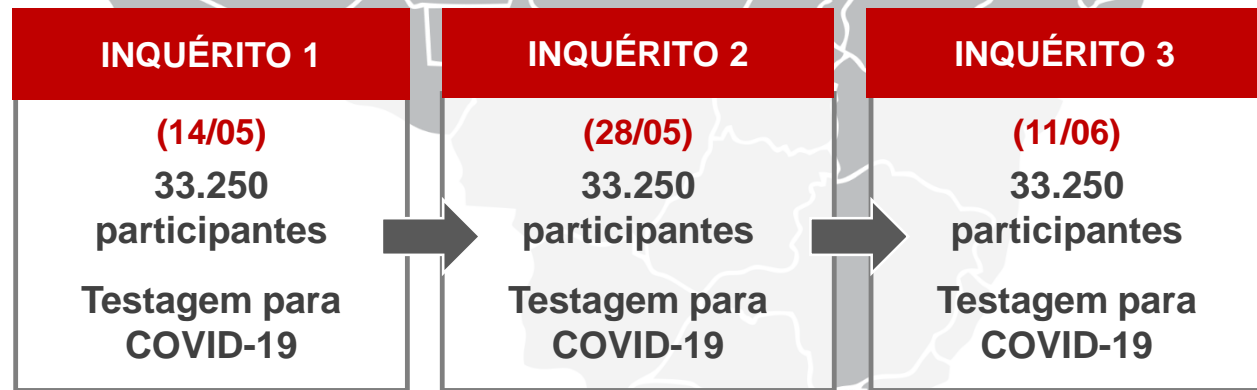 INQUÉRITO 1
(14/05)
33.250
participantes
Testagem para
COVID-19
INQUÉRITO 2
(28/05)
33.250
participantes
Testagem para
COVID-19
INQUÉRITO 3
(11/06)
33.250
participantes
Testagem para
COVID-19